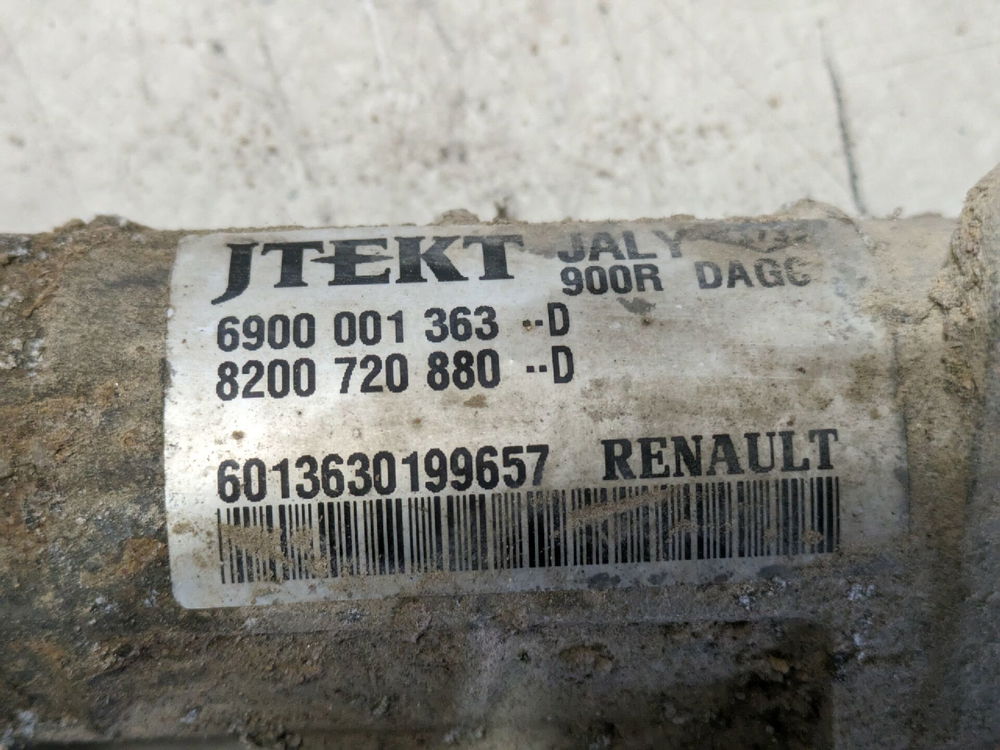 JTEKT JALY
900R DAGC
6900 001 363 --D
8200 720 880 --D
6013630199657 RENAULT